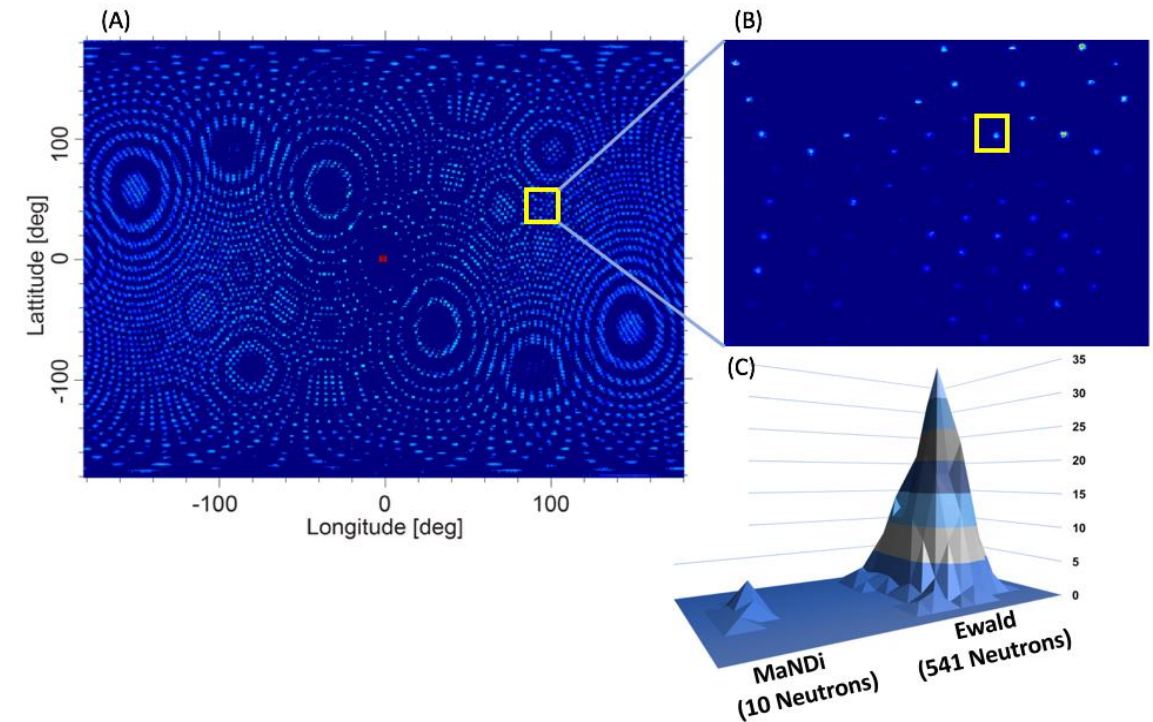 (A)
(B)
Lattitude [deg]
100
0
-100
-100
0
100
Longitude [deg]
(C)
35
30
25
20
15
10
5
0
MaNDi
(10 Neutrons)
Ewald
(541 Neutrons)